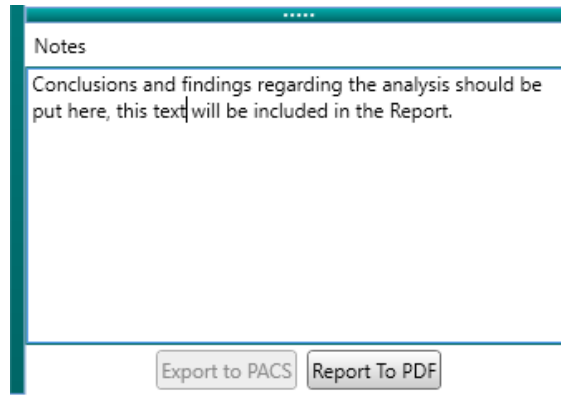 Notes
Conclusions and findings regarding the analysis should be
put here, this text will be included in the Report.
Export to PACS Report To PDF